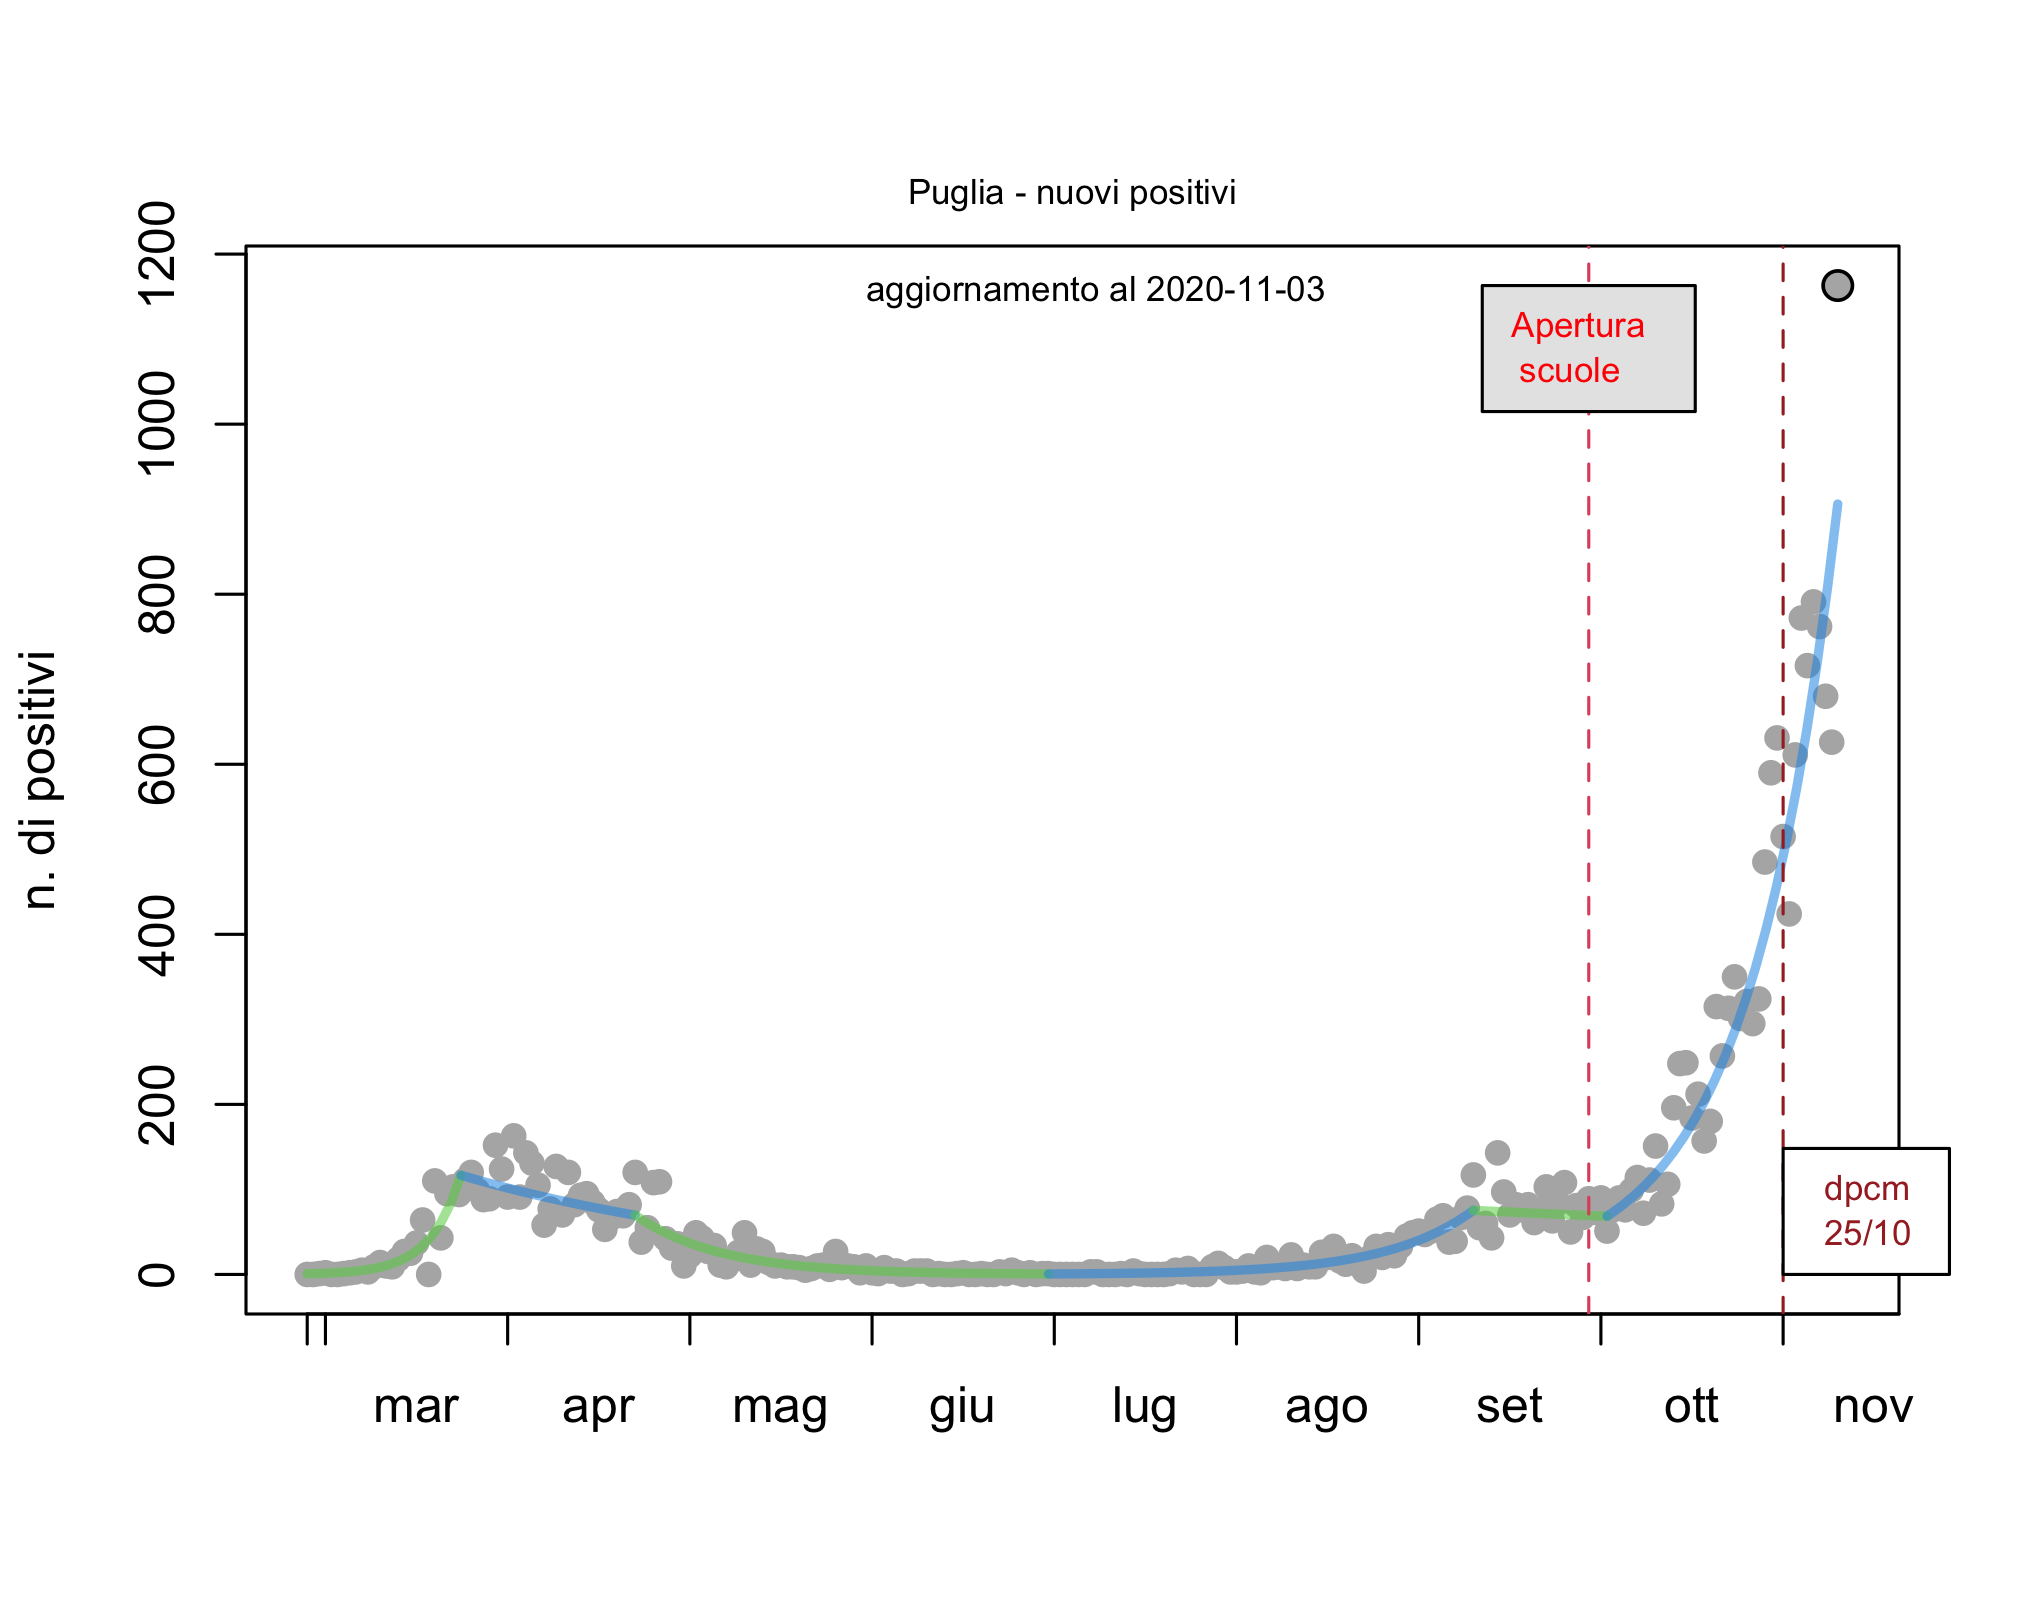 Puglia - nuovi positivi
aggiornamento al 2020-11-03
Apertura
scuole
n. di positivi
1200
1000
800
600
400
200
0
dpcm
25/10
mar apr mag giu lug ago set ott nov